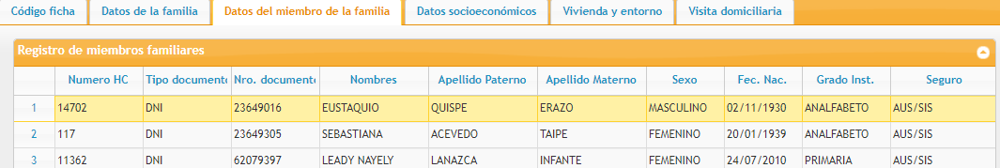 Código ficha Datos de la familia Datos del miembro de la familia Datos socioeconómicos Vivienda y entorno Visita domiciliaria
Registro de miembros familiares
Numero HC Tipo documento Nro. documento Nombres Apellido Paterno Apellido Materno Sexo Fec. Nac. Grado Inst. Seguro
1 14702 DNI 23649016 EUSTAQUIO QUISPE ERAZO MASCULINO 02/11/1930 ANALFABETO AUS/SIS
2 117 DNI 23649305 SEBASTIANA ACEVEDO TAIPE FEMENINO 20/01/1939 ANALFABETO AUS/SIS
3 11362 DNI 62079397 LEADY NAYELY LANAZCA INFANTE FEMENINO 24/07/2010 PRIMARIA AUS/SIS